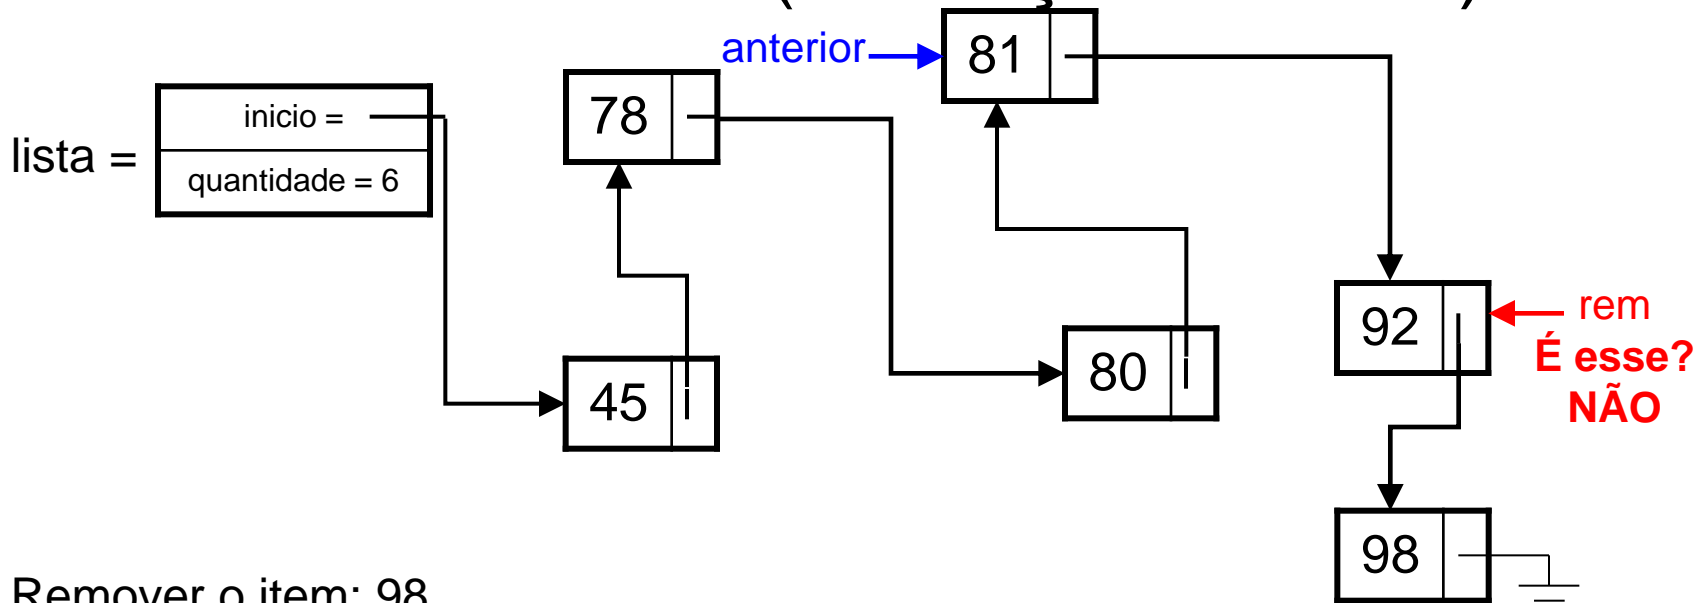 anterior
81
inicio =
78
lista =
quantidade = 6
rem
92
É esse?
80
NÃO
45
98
Remover o item: 98